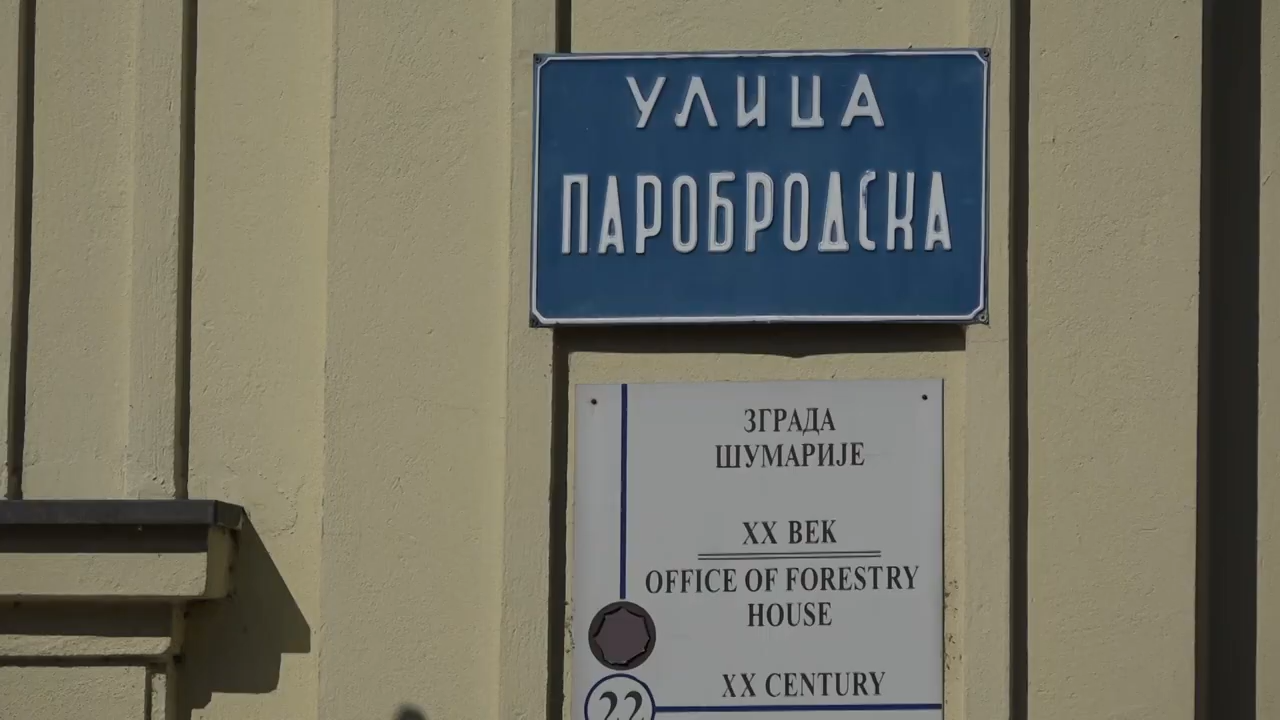 УЛИЦА
ПАРОБРОДСКА
ЗГРАДА
ШУМАРИЈЕ
XX ВЕК
OFFICE OF FORESTRY
HOUSE
XX CENTURY
22